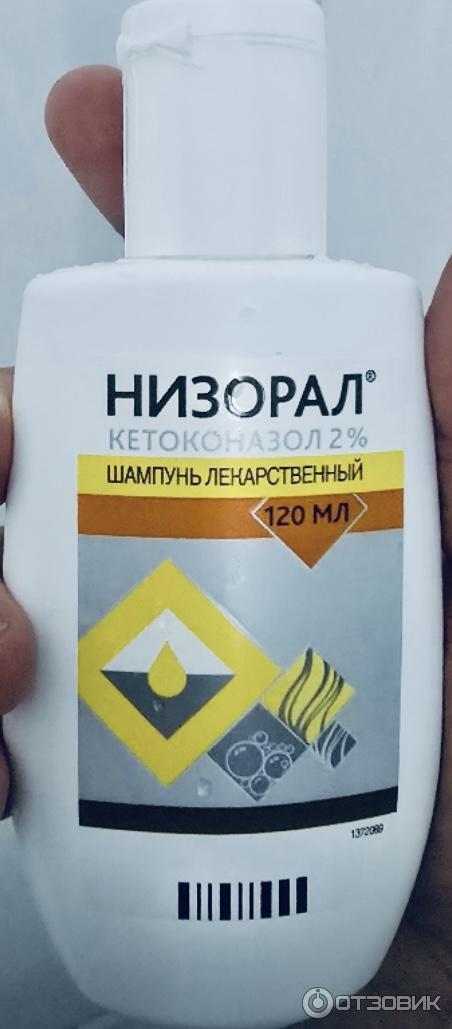 НИЗОРАЛ®
КЕТОКОНАЗОЛ 2%
ШАМПУНЬ ЛЕКАРСТВЕННЫЙ
120 МЛ
1372089
ОТЗОВИК